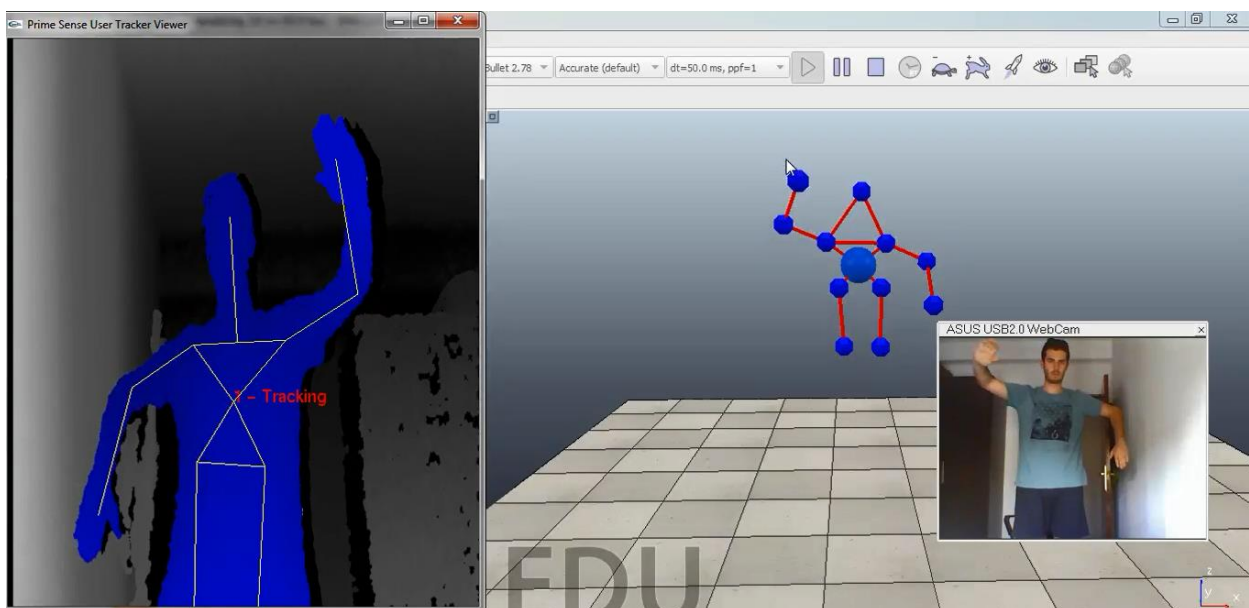 Prime Sense User Tracker Viewer
Bullet 2.78
Accurate (default)
dt=50.0 ms, ppf=1
1 - Tracking
ASUS USB2.0 WebCam
EDU
z
y
x